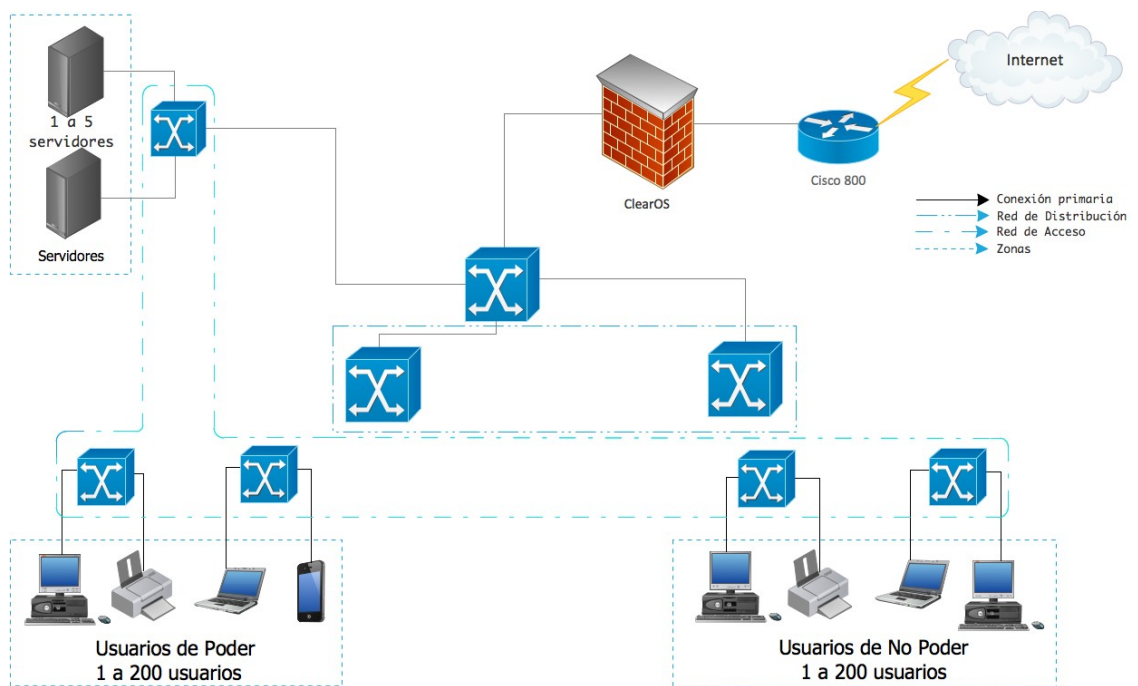 1 a 5
servidores
Servidores
Internet
Cisco 800
ClearOS
Conexión primaria
Red de Distribución
Red de Acceso
Zonas
Usuarios de Poder
1 a 200 usuarios
Usuarios de No Poder
1 a 200 usuarios